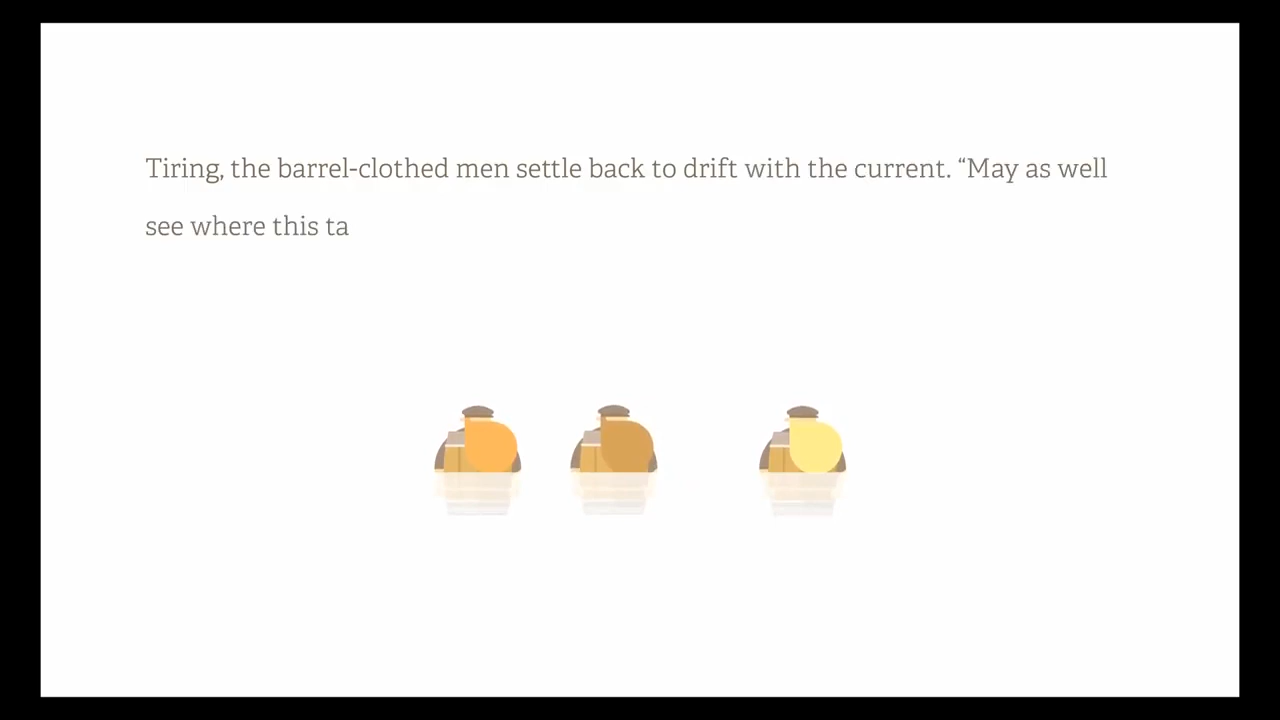 Tiring, the barrel-clothed men settle back to drift with the current. “May as well
see where this ta